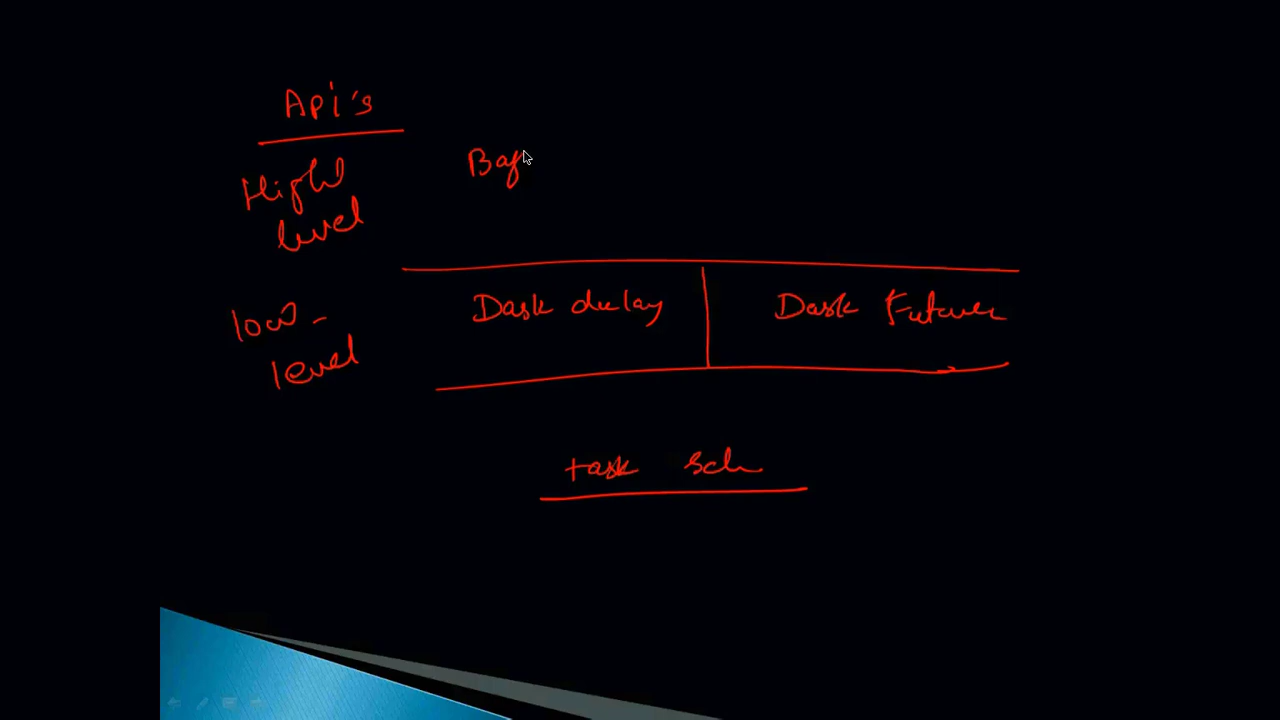 Api's
High level
Bag
low-level
Dask delay
Dask Future
task sch